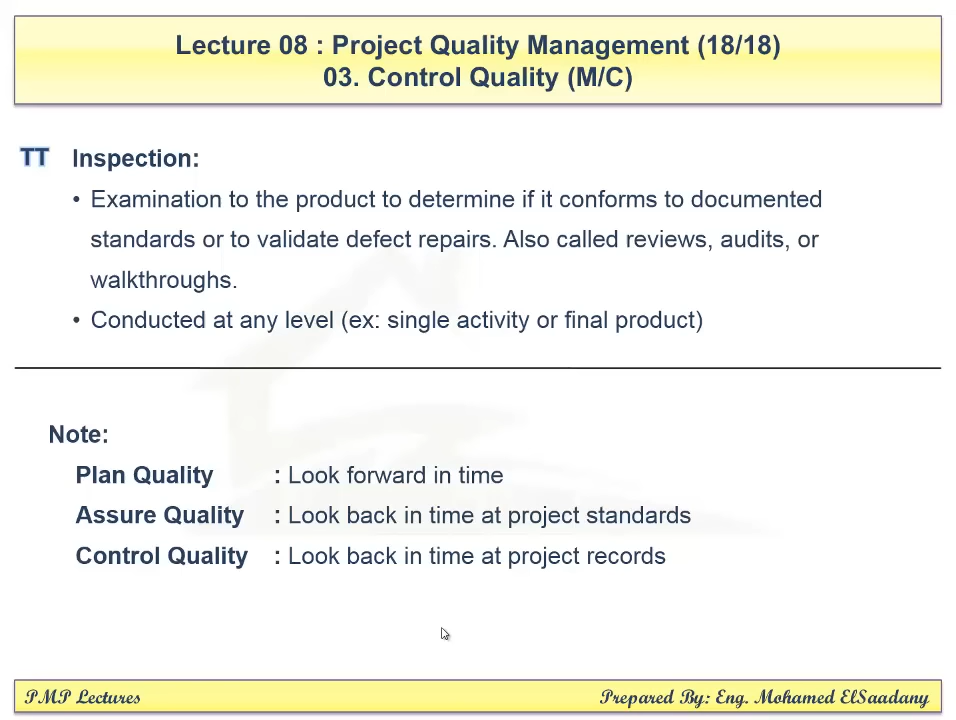 Lecture 08 : Project Quality Management (18/18)
03. Control Quality (M/C)
TT Inspection:
• Examination to the product to determine if it conforms to documented
standards or to validate defect repairs. Also called reviews, audits, or
walkthroughs.
• Conducted at any level (ex: single activity or final product)
Note:
Plan Quality : Look forward in time
Assure Quality : Look back in time at project standards
Control Quality : Look back in time at project records
PMP Lectures Prepared By: Eng. Mohamed ElSaadany